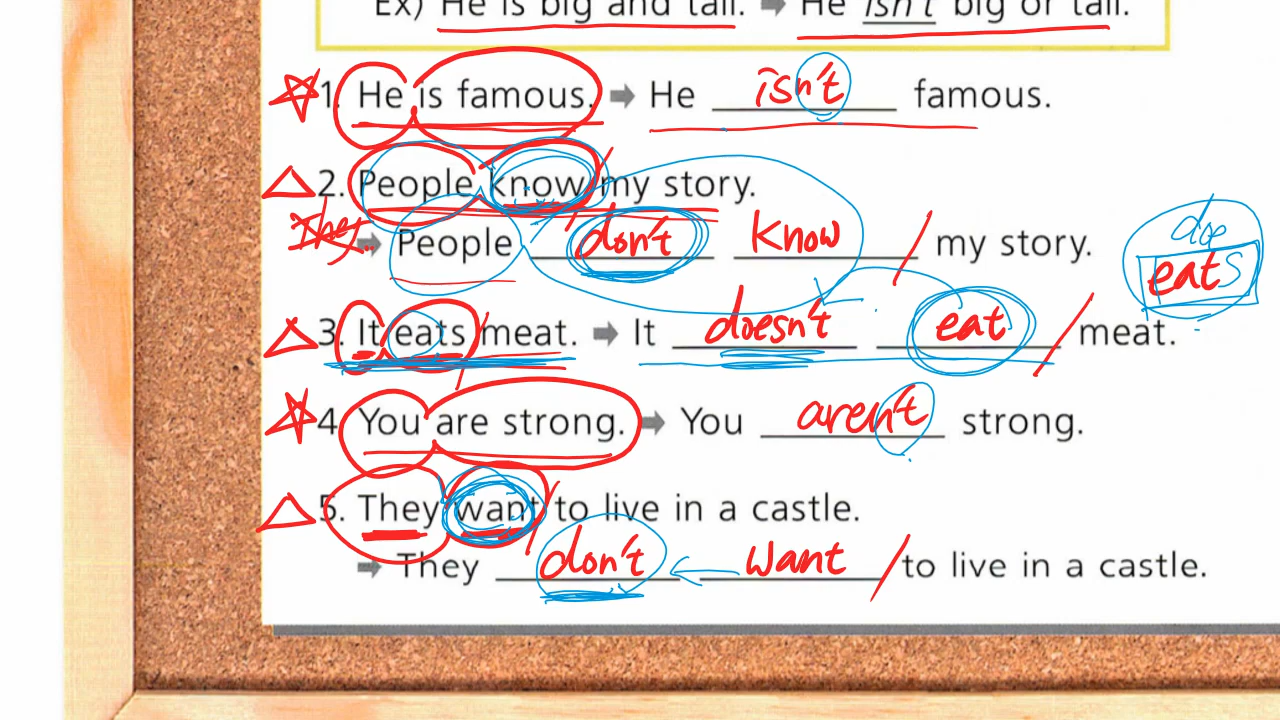 Ex) He is big and tall. ➡ He isn't big or tall.
1. He is famous. ➡ He isn't famous.
2. People know my story.
They ➡ People don't know my story.
doe
eats
3. It eats meat. ➡ It doesn't eat meat.
4. You are strong. ➡ You aren't strong.
5. They want to live in a castle.
➡ They don't want to live in a castle.